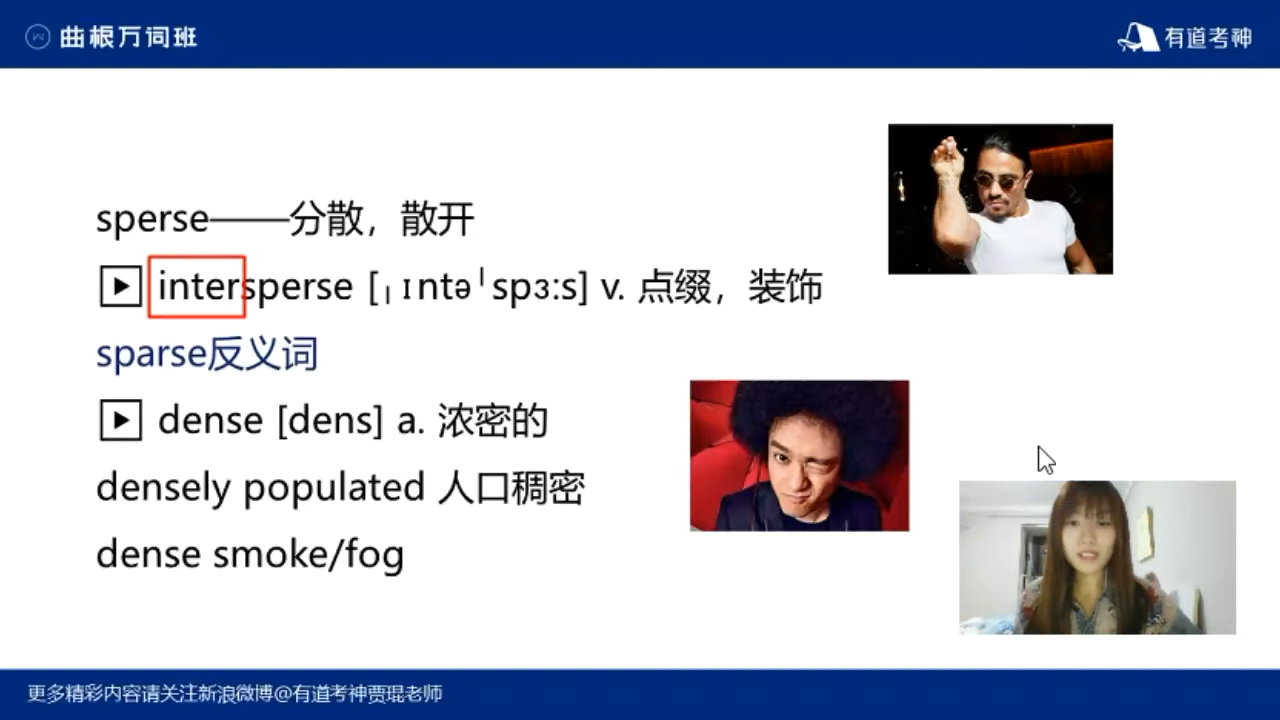 曲根万词班
有道考神
sperse——分散，散开
intersperse [ˌɪntəˈspɜ:s] v. 点缀，装饰
sparse反义词
dense [dens] a. 浓密的
densely populated 人口稠密
dense smoke/fog
更多精彩内容请关注新浪微博@有道考神贾琨老师